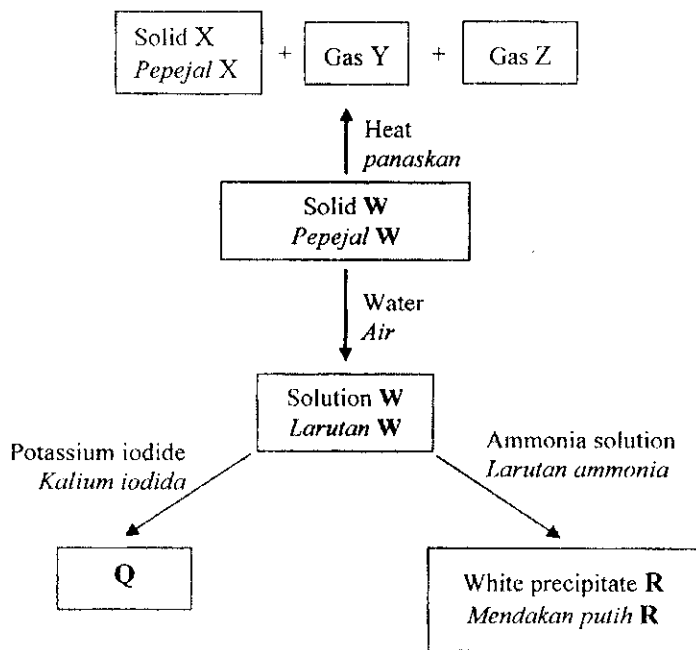 Solid X
Pepejal X
+
Gas Y
+
Gas Z
Heat
panaskan
Solid W
Pepejal W
Water
Air
Solution W
Larutan W
Potassium iodide
Kalium iodida
Ammonia solution
Larutan ammonia
Q
White precipitate R
Mendakan putih R